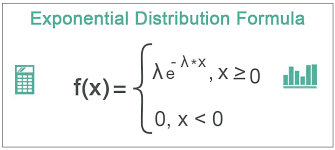 Exponential Distribution Formula
f(x) = { λe^{-λ*x}, x ≥ 0
0, x < 0